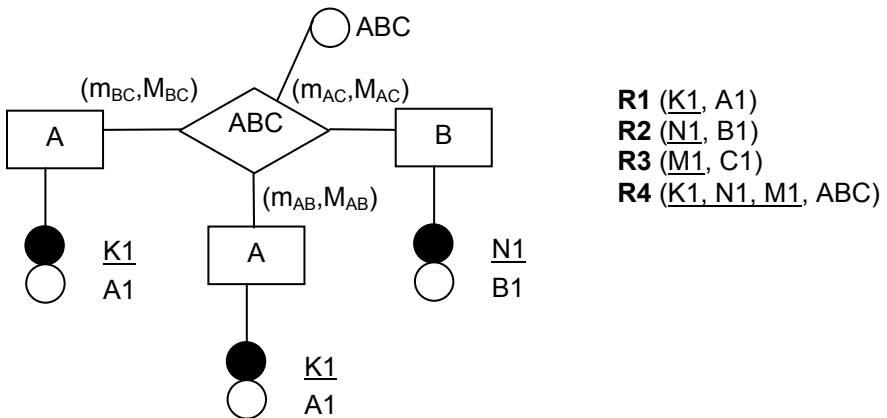 ABC
(mBC,MBC)
(mAC,MAC)
A
ABC
B
(mAB,MAB)
A
K1
A1
N1
B1
K1
A1
R1 (K1, A1)
R2 (N1, B1)
R3 (M1, C1)
R4 (K1, N1, M1, ABC)